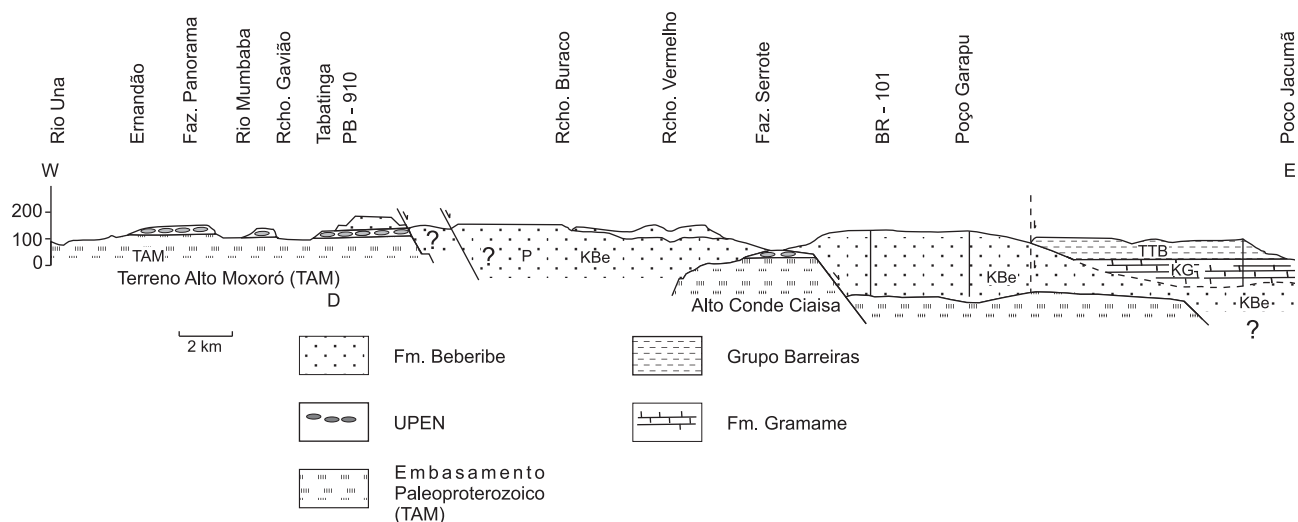 Rio Una
Ernandão
Faz. Panorama
Rio Mumbaba
Rcho. Gavião
Tabatinga
PB - 910
Rcho. Buraco
Rcho. Vermelho
Faz. Serrote
BR - 101
Poço Garapu
Poço Jacumã
W
E
200
100
0
TAM
?
?
P
KBe
KBe
TTB
KG
KBe
?
Terreno Alto Moxoró (TAM)
Alto Conde Ciaisa
D
2 km
Fm. Beberibe
Grupo Barreiras
UPEN
Fm. Gramame
Embasamento
Paleoproterozoico
(TAM)